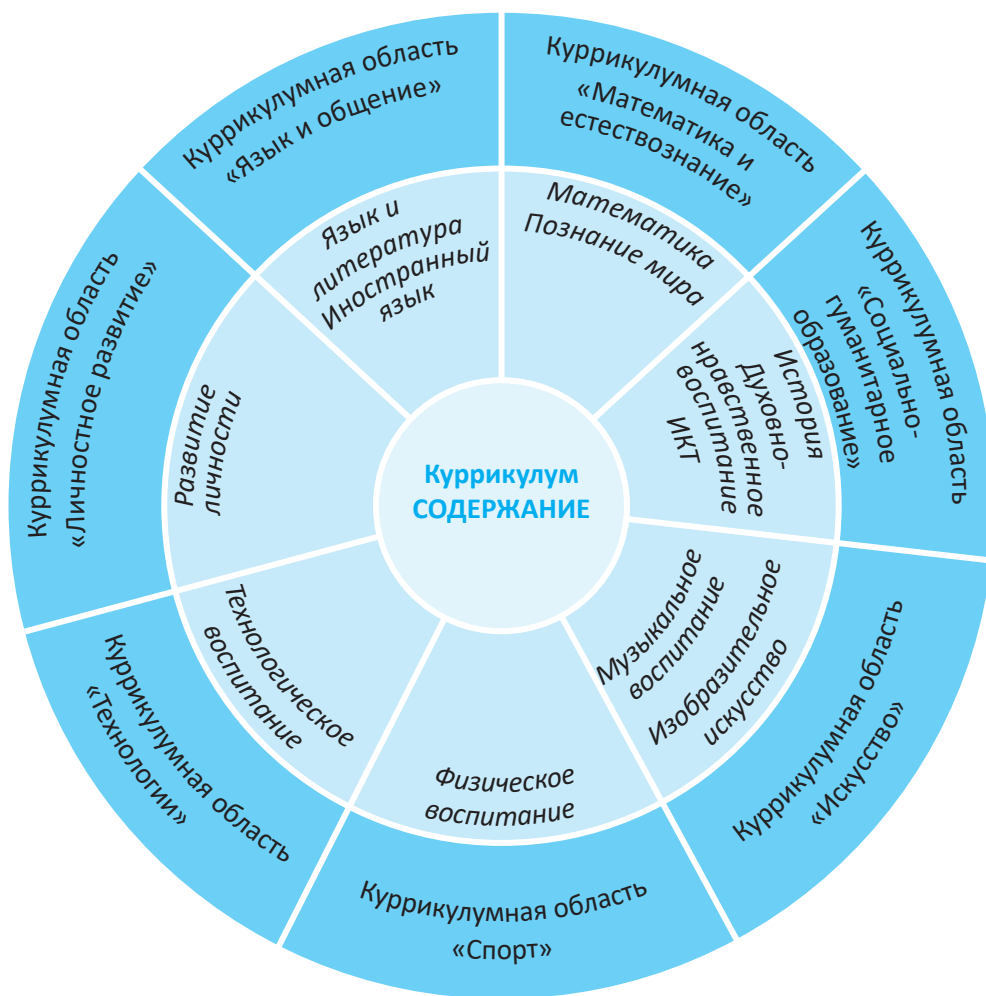 Куррикулумная область
«Язык и общение»
Куррикулумная область
«Математика и
естествознание»
Куррикулумная область
«Социально-
гуманитарное
образование»
Куррикулумная область
«Искусство»
Куррикулумная область
«Спорт»
Куррикулумная область
«Технологии»
Куррикулумная область
«Личностное развитие»
Язык и
литература
Иностранный
язык
Математика
Познание мира
История
Духовно-
нравственное
воспитание
ИКТ
Музыкальное
воспитание
Изобразительное
искусство
Физическое
воспитание
Технологическое
воспитание
Развитие
личности
Куррикулум
СОДЕРЖАНИЕ